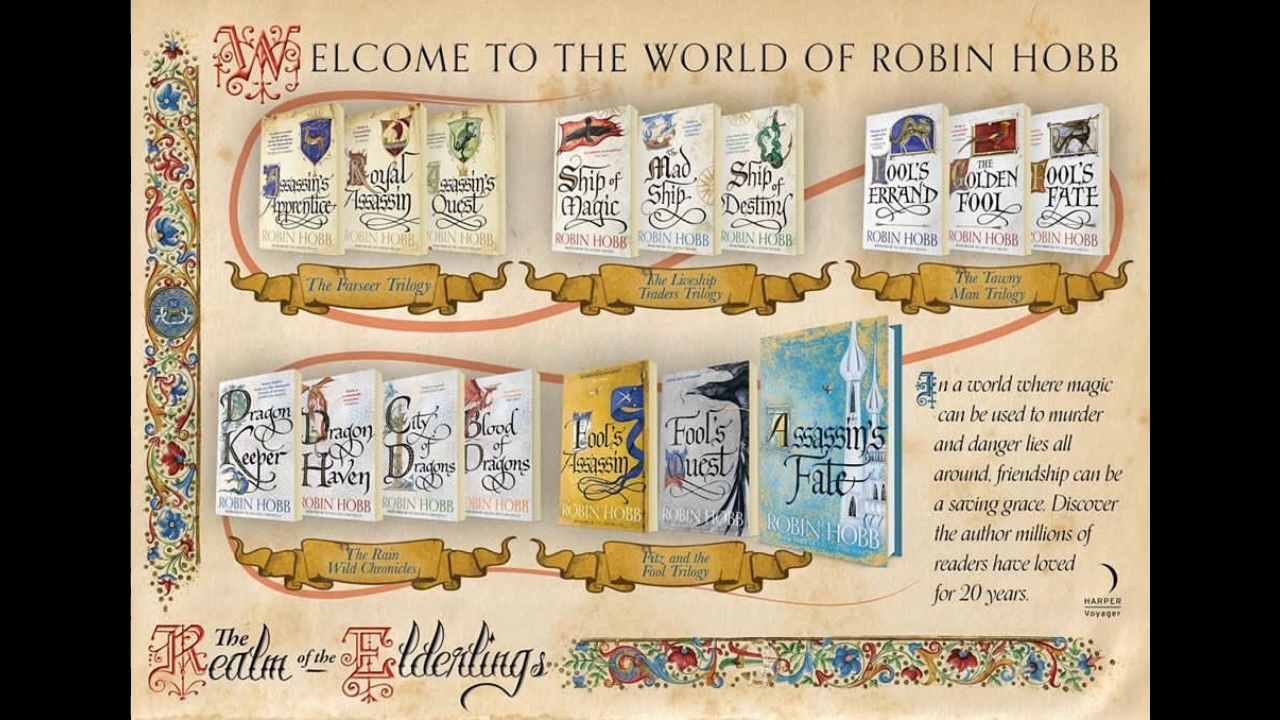 WELCOME TO THE WORLD OF ROBIN HOBB
Assassin's
Apprentice
ROBIN HOBB
Royal
Assassin
ROBIN HOBB
Assassin's
Quest
ROBIN HOBB
The Farseer Trilogy
Ship of
Magic
ROBIN HOBB
The
Mad
Ship
ROBIN HOBB
Ship of
Destiny
ROBIN HOBB
The Liveship
Traders Trilogy
FOOL'S
ERRAND
ROBIN HOBB
THE
GOLDEN
FOOL
ROBIN HOBB
FOOL'S
FATE
ROBIN HOBB
The Tawny
Man Trilogy
Dragon
Keeper
ROBIN HOBB
Dragon
Haven
ROBIN HOBB
City
of
Dragons
ROBIN HOBB
Blood
of
Dragons
ROBIN HOBB
The Rain
Wild Chronicles
Fool's
Assassin
ROBIN HOBB
Fool's
Quest
ROBIN HOBB
Assassin's
Fate
ROBIN HOBB
Fitz and the
Fool Trilogy
In a world where magic
can be used to murder
and danger lies all
around, friendship can be
a saving grace. Discover
the author millions of
readers have loved
for 20 years.
HARPER
Voyager
The
Realm of the Elderlings